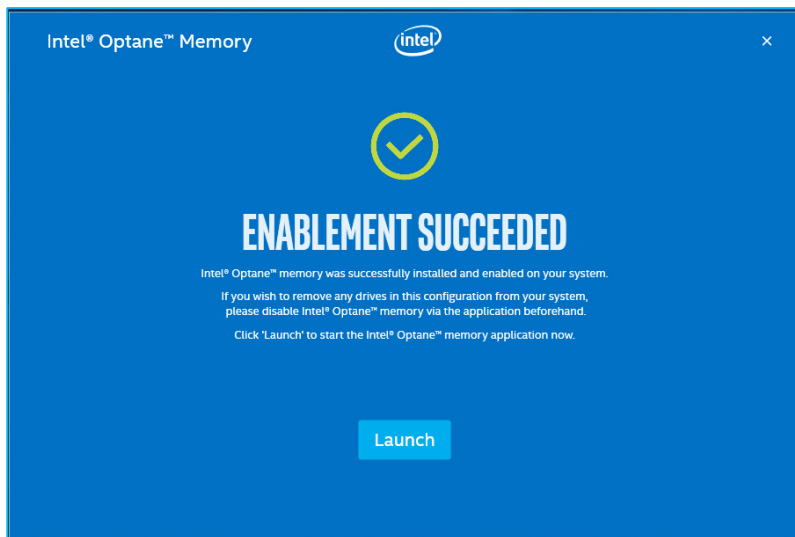 Intel® Optane™ Memory
intel
×
ENABLEMENT SUCCEEDED
Intel® Optane™ memory was successfully installed and enabled on your system.
If you wish to remove any drives in this configuration from your system,
please disable Intel® Optane™ memory via the application beforehand.
Click 'Launch' to start the Intel® Optane™ memory application now.
Launch